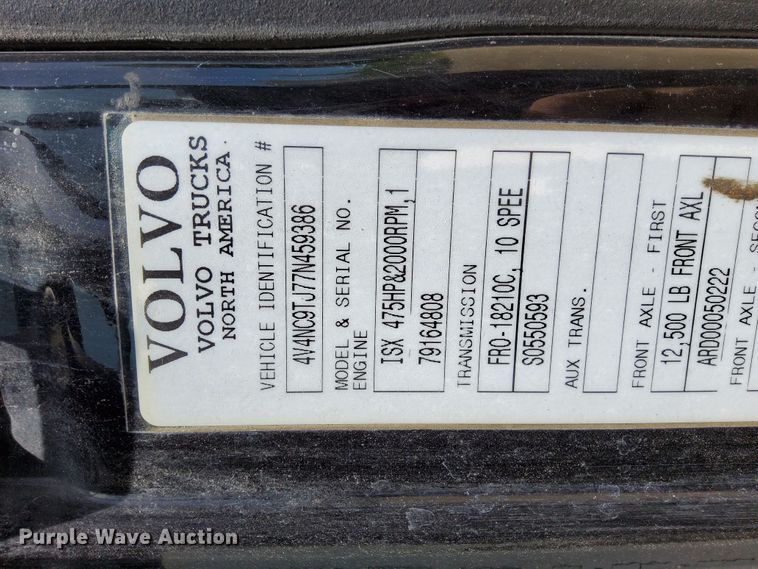 VOLVO
VOLVO TRUCKS
NORTH AMERICA.
VEHICLE IDENTIFICATION #
4V4NC9TJ77N459386
MODEL & SERIAL NO.
ENGINE
ISX 475HP&2000RPM,1
79164808
TRANSMISSION
FRO-18210C, 10 SPEE
S0550593
AUX TRANS.
FRONT AXLE - FIRST
12,500 LB FRONT AXL
ARD00050222
FRONT AXLE -
Purple Wave Auction